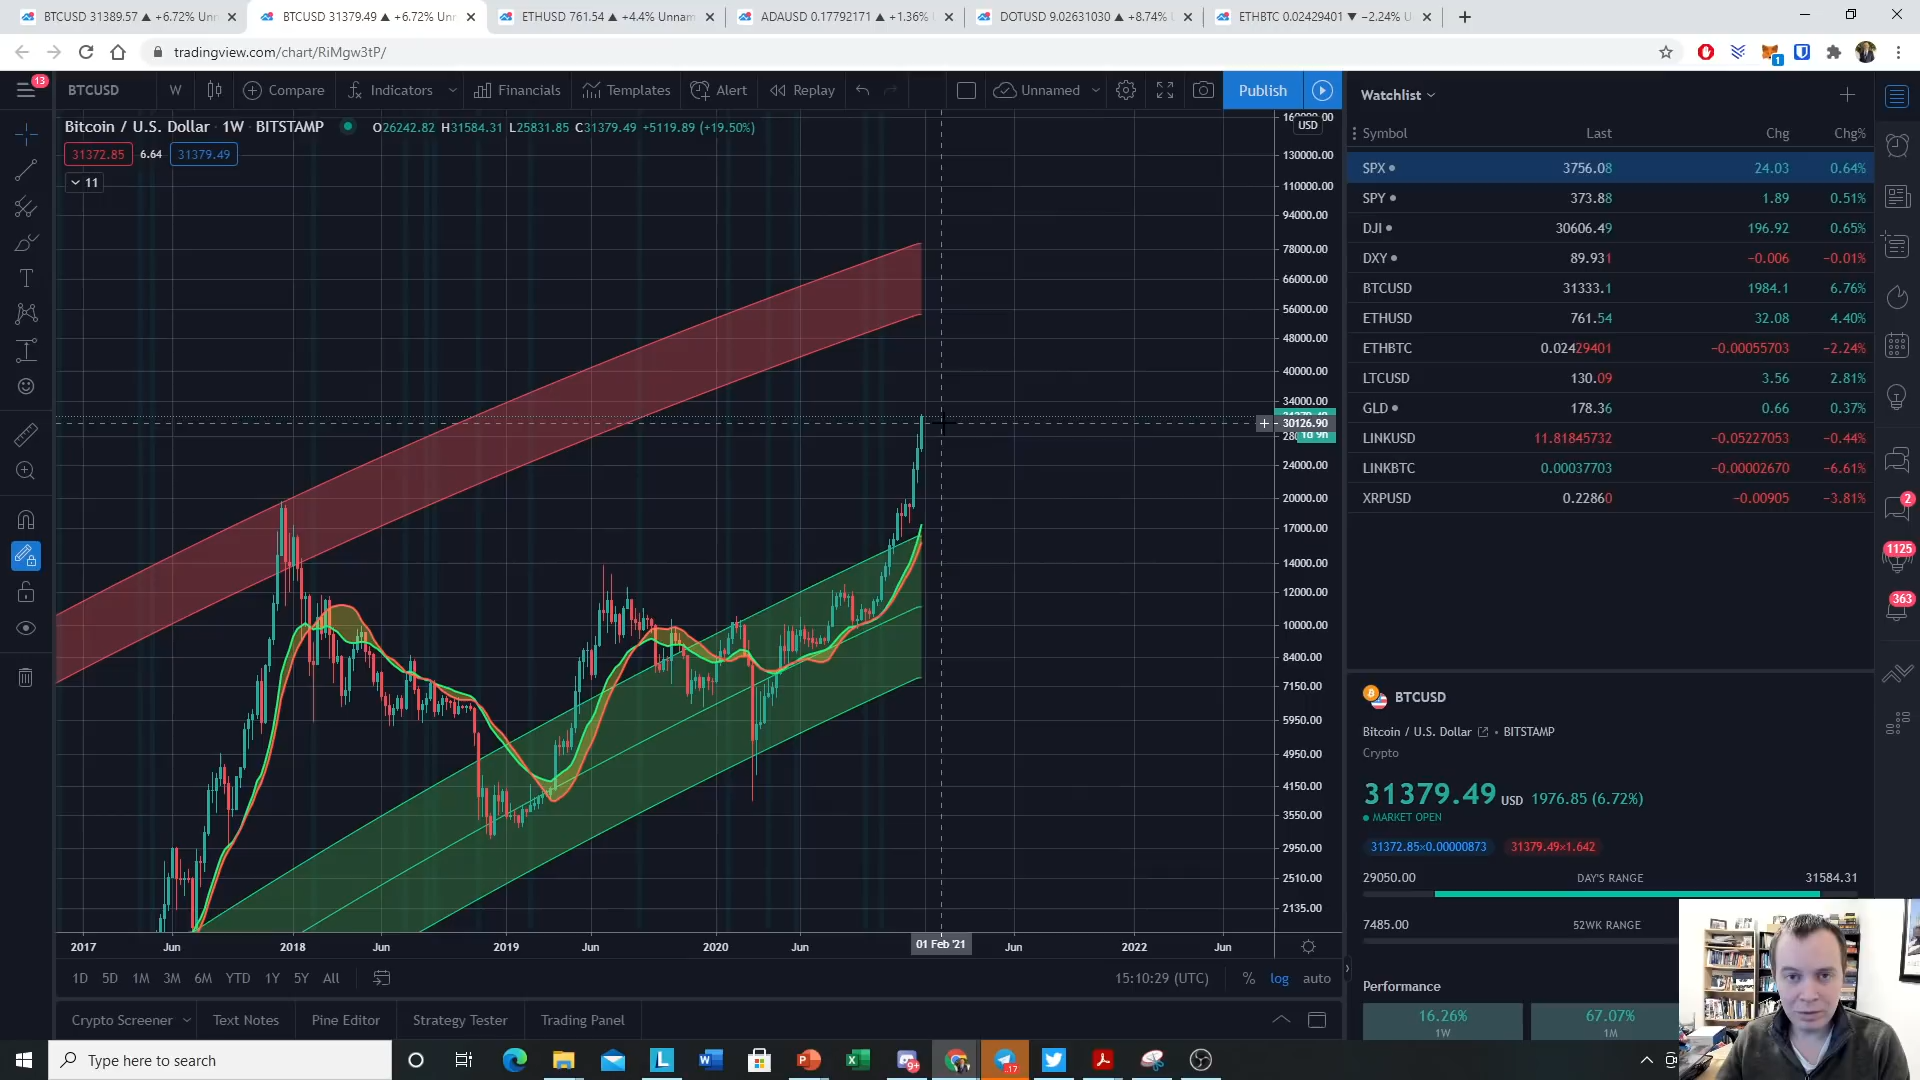 BTCUSD 31389.57 ▲ +6.72% Unn
BTCUSD 31379.49 ▲ +6.72% Unn
ETHUSD 761.54 ▲ +4.4% Unnam
ADAUSD 0.17792171 ▲ +1.36%
DOTUSD 9.02631030 ▲ +8.74%
ETHBTC 0.02429401 ▼ −2.24% U
tradingview.com/chart/RiMgw3tP/
1
13
BTCUSD
W
Compare
Indicators
Financials
Templates
Alert
Replay
Unnamed
Publish
Bitcoin / U.S. Dollar · 1W · BITSTAMP
O26242.82 H31584.31 L25831.85 C31379.49 +5119.89 (+19.50%)
31372.85 6.64 31379.49
11
USD
130000.00
110000.00
94000.00
78000.00
66000.00
56000.00
48000.00
40000.00
34000.00
30126.90
1d 9h
24000.00
20000.00
17000.00
14000.00
12000.00
10000.00
8400.00
7150.00
5950.00
4950.00
4150.00
3550.00
2950.00
2510.00
2135.00
2017 Jun 2018 Jun 2019 Jun 2020 Jun 01 Feb '21 Jun 2022 Jun
1D 5D 1M 3M 6M YTD 1Y 5Y All
15:10:29 (UTC) % log auto
Crypto Screener Text Notes Pine Editor Strategy Tester Trading Panel
Watchlist
Symbol Last Chg Chg%
SPX 3756.08 24.03 0.64%
SPY 373.88 1.89 0.51%
DJI 30606.49 196.92 0.65%
DXY 89.931 −0.006 −0.01%
BTCUSD 31333.1 1984.1 6.76%
ETHUSD 761.54 32.08 4.40%
ETHBTC 0.02429401 −0.00055703 −2.24%
LTCUSD 130.09 3.56 2.81%
GLD 178.36 0.66 0.37%
LINKUSD 11.81845732 −0.05227053 −0.44%
LINKBTC 0.00037703 −0.00002670 −6.61%
XRPUSD 0.22860 −0.00905 −3.81%
2
1125
363
BTCUSD
Bitcoin / U.S. Dollar • BITSTAMP
Crypto
31379.49 USD 1976.85 (6.72%)
MARKET OPEN
31372.85×0.00000873 31379.49×1.642
29050.00 DAY'S RANGE 31584.31
7485.00 52WK RANGE
Performance
16.26% 67.07%
1W 1M
Type here to search
9+
17